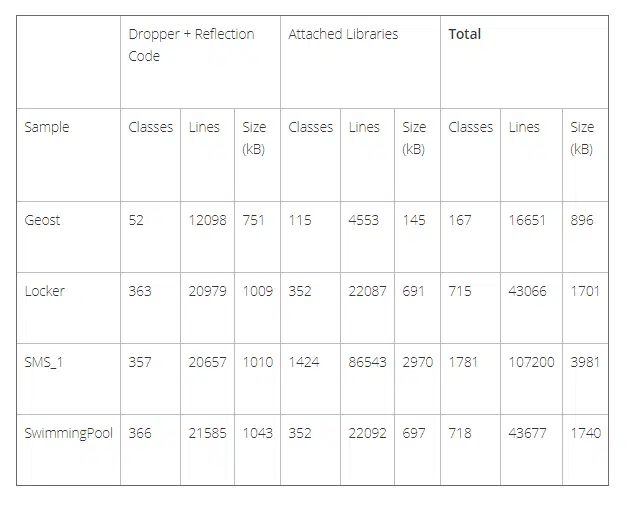 Dropper + Reflection Code Attached Libraries Total
Sample Classes Lines Size (kB) Classes Lines Size (kB) Classes Lines Size (kB)
Geost 52 12098 751 115 4553 145 167 16651 896
Locker 363 20979 1009 352 22087 691 715 43066 1701
SMS_1 357 20657 1010 1424 86543 2970 1781 107200 3981
SwimmingPool 366 21585 1043 352 22092 697 718 43677 1740